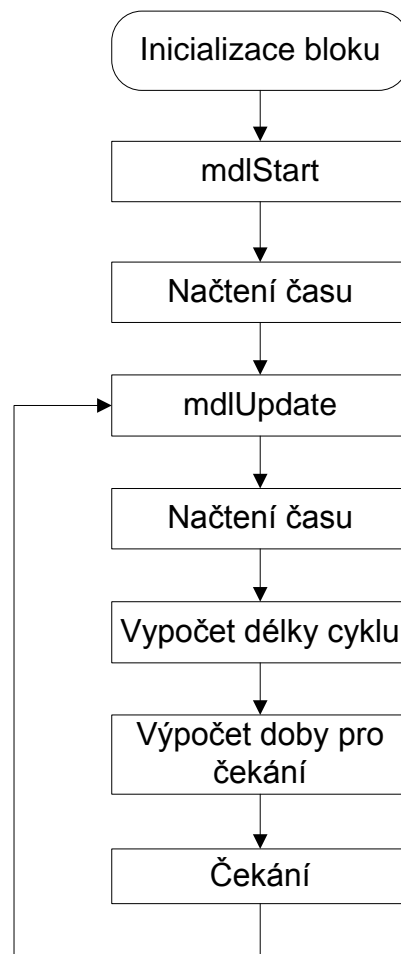 Inicializace bloku
mdlStart
Načtení času
mdlUpdate
Načtení času
Vypočet délky cyklu
Výpočet doby pro
čekání
Čekání